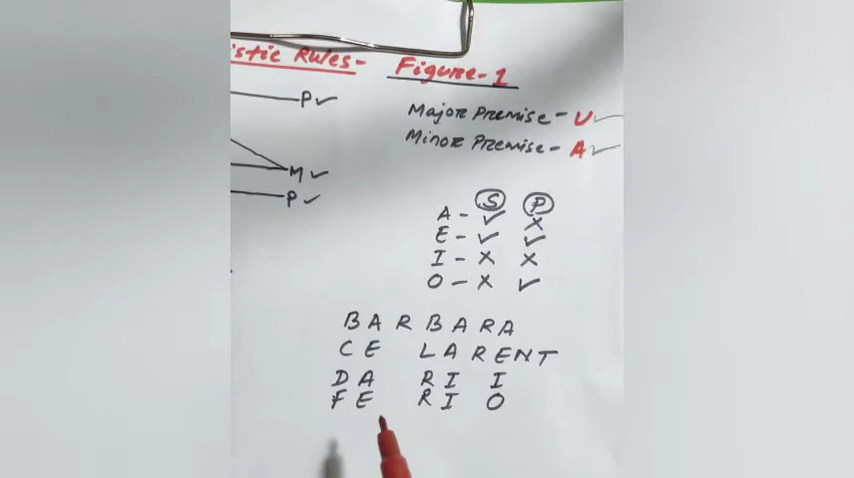 istic Rules- Figure-1
P ✓
Major Premise - U ✓
Minor Premise - A ✓
M ✓
P ✓
S P
A - ✓ ×
E - ✓ ✓
I - × ×
O - × ✓
BARBARA
CE LARENT
DA RI I
FE RI O